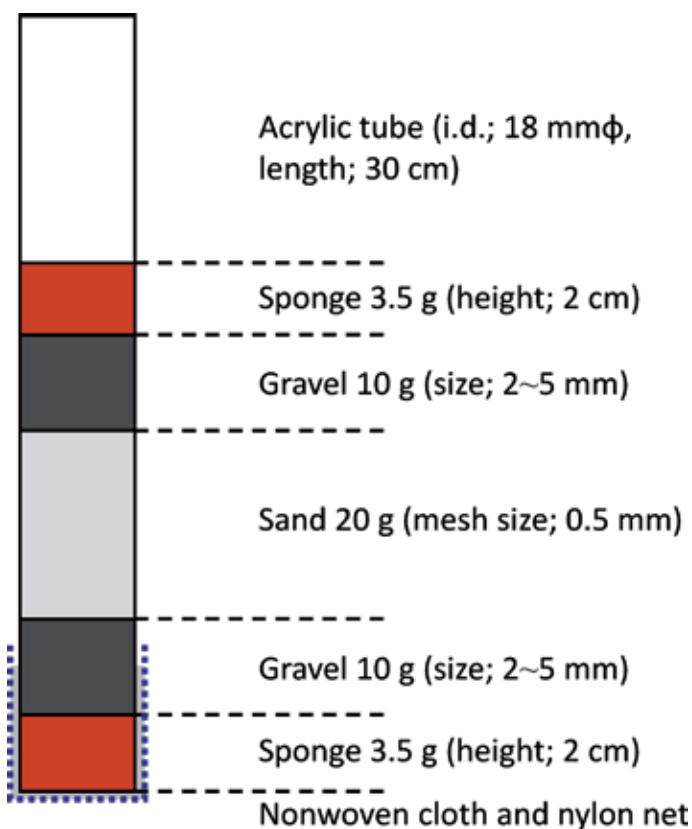 Acrylic tube (i.d.; 18 mmϕ,
length; 30 cm)
Sponge 3.5 g (height; 2 cm)
Gravel 10 g (size; 2~5 mm)
Sand 20 g (mesh size; 0.5 mm)
Gravel 10 g (size; 2~5 mm)
Sponge 3.5 g (height; 2 cm)
Nonwoven cloth and nylon net